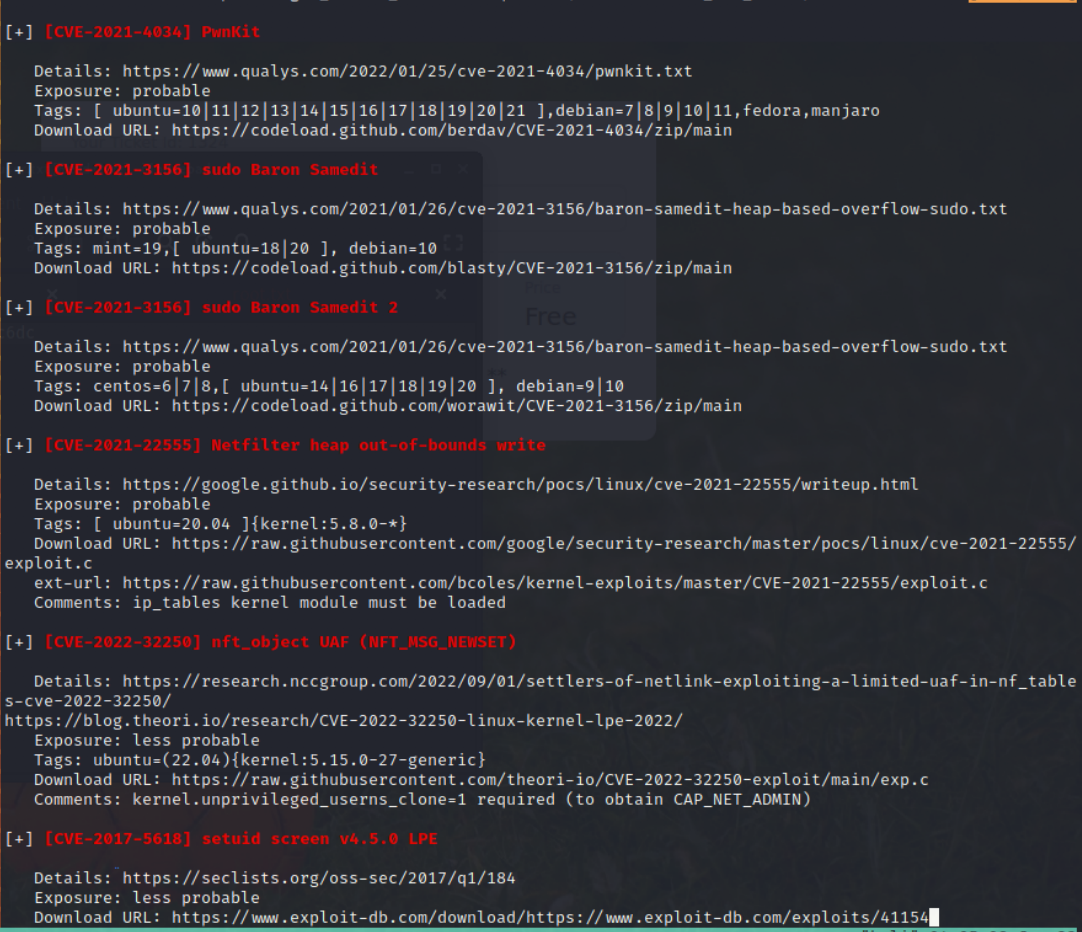 [+] [CVE-2021-4034] PwnKit
Details: https://www.qualys.com/2022/01/25/cve-2021-4034/pwnkit.txt
Exposure: probable
Tags: [ ubuntu=10|11|12|13|14|15|16|17|18|19|20|21 ],debian=7|8|9|10|11,fedora,manjaro
Download URL: https://codeload.github.com/berdav/CVE-2021-4034/zip/main
[+] [CVE-2021-3156] sudo Baron Samedit
Details: https://www.qualys.com/2021/01/26/cve-2021-3156/baron-samedit-heap-based-overflow-sudo.txt
Exposure: probable
Tags: mint=19,[ ubuntu=18|20 ], debian=10
Download URL: https://codeload.github.com/blasty/CVE-2021-3156/zip/main
Price
[+] [CVE-2021-3156] sudo Baron Samedit 2
Free
Details: https://www.qualys.com/2021/01/26/cve-2021-3156/baron-samedit-heap-based-overflow-sudo.txt
Exposure: probable
Tags: centos=6|7|8,[ ubuntu=14|16|17|18|19|20 ], debian=9|10
Download URL: https://codeload.github.com/worawit/CVE-2021-3156/zip/main
[+] [CVE-2021-22555] Netfilter heap out-of-bounds write
Details: https://google.github.io/security-research/pocs/linux/cve-2021-22555/writeup.html
Exposure: probable
Tags: [ ubuntu=20.04 ]{kernel:5.8.0-*}
Download URL: https://raw.githubusercontent.com/google/security-research/master/pocs/linux/cve-2021-22555/
exploit.c
ext-url: https://raw.githubusercontent.com/bcoles/kernel-exploits/master/CVE-2021-22555/exploit.c
Comments: ip_tables kernel module must be loaded
[+] [CVE-2022-32250] nft_object UAF (NFT_MSG_NEWSET)
Details: https://research.nccgroup.com/2022/09/01/settlers-of-netlink-exploiting-a-limited-uaf-in-nf_table
s-cve-2022-32250/
https://blog.theori.io/research/CVE-2022-32250-linux-kernel-lpe-2022/
Exposure: less probable
Tags: ubuntu=(22.04){kernel:5.15.0-27-generic}
Download URL: https://raw.githubusercontent.com/theori-io/CVE-2022-32250-exploit/main/exp.c
Comments: kernel.unprivileged_userns_clone=1 required (to obtain CAP_NET_ADMIN)
[+] [CVE-2017-5618] setuid screen v4.5.0 LPE
Details: https://seclists.org/oss-sec/2017/q1/184
Exposure: less probable
Download URL: https://www.exploit-db.com/download/https://www.exploit-db.com/exploits/41154